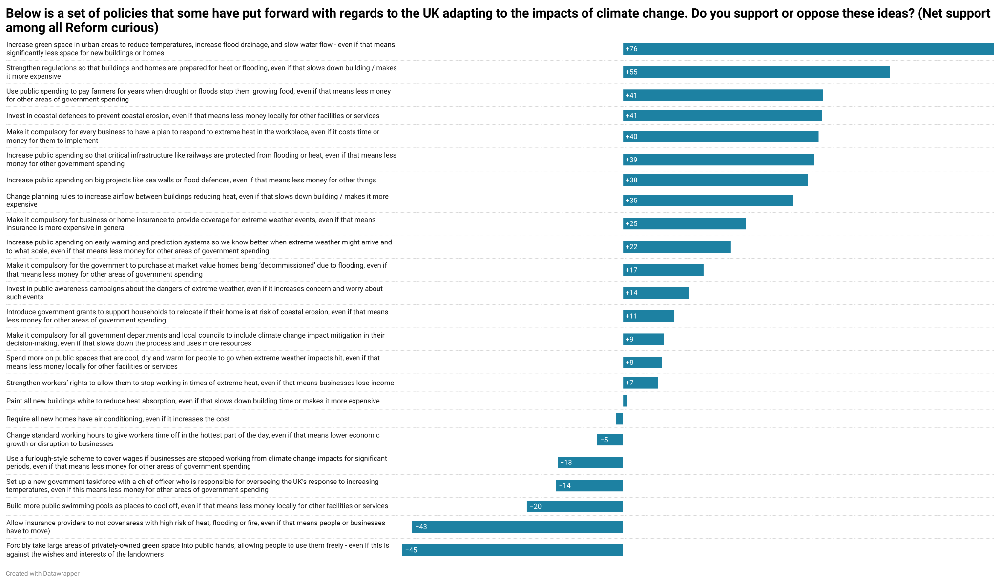 Below is a set of policies that some have put forward with regards to the UK adapting to the impacts of climate change. Do you support or oppose these ideas? (Net support
among all Reform curious)
Increase green space in urban areas to reduce temperatures, increase flood drainage, and slow water flow - even if that means
significantly less space for new buildings or homes
+76
Strengthen regulations so that buildings and homes are prepared for heat or flooding, even if that slows down building / makes
it more expensive
+55
Use public spending to pay farmers for years when drought or floods stop them growing food, even if that means less money
for other areas of government spending
+41
Invest in coastal defences to prevent coastal erosion, even if that means less money locally for other facilities or services
+41
Make it compulsory for every business to have a plan to respond to extreme heat in the workplace, even if it costs time or
money for them to implement
+40
Increase public spending so that critical infrastructure like railways are protected from flooding or heat, even if that means less
money for other government spending
+39
Increase public spending on big projects like sea walls or flood defences, even if that means less money for other things
+38
Change planning rules to increase airflow between buildings reducing heat, even if that slows down building / makes it more
expensive
+35
Make it compulsory for business or home insurance to provide coverage for extreme weather events, even if that means
insurance is more expensive in general
+25
Increase public spending on early warning and prediction systems so we know better when extreme weather might arrive and
to what scale, even if that means less money for other areas of government spending
+22
Make it compulsory for the government to purchase at market value homes being ‘decommissioned’ due to flooding, even if
that means less money for other areas of government spending
+17
Invest in public awareness campaigns about the dangers of extreme weather, even if it increases concern and worry about
such events
+14
Introduce government grants to support households to relocate if their home is at risk of coastal erosion, even if that means
less money for other areas of government spending
+11
Make it compulsory for all government departments and local councils to include climate change impact mitigation in their
decision-making, even if that slows down the process and uses more resources
+9
Spend more on public spaces that are cool, dry and warm for people to go when extreme weather impacts hit, even if that
means less money locally for other facilities or services
+8
Strengthen workers’ rights to allow them to stop working in times of extreme heat, even if that means businesses lose income
+7
Paint all new buildings white to reduce heat absorption, even if that slows down building time or makes it more expensive
Require all new homes have air conditioning, even if it increases the cost
Change standard working hours to give workers time off in the hottest part of the day, even if that means lower economic
growth or disruption to businesses
−5
Use a furlough-style scheme to cover wages if businesses are stopped working from climate change impacts for significant
periods, even if that means less money for other areas of government spending
−13
Set up a new government taskforce with a chief officer who is responsible for overseeing the UK's response to increasing
temperatures, even if this means less money for other areas of government spending
−14
Build more public swimming pools as places to cool off, even if that means less money locally for other facilities or services
−20
Allow insurance providers to not cover areas with high risk of heat, flooding or fire, even if that means people or businesses
have to move)
−43
Forcibly take large areas of privately-owned green space into public hands, allowing people to use them freely - even if this is
against the wishes and interests of the landowners
−45
Created with Datawrapper